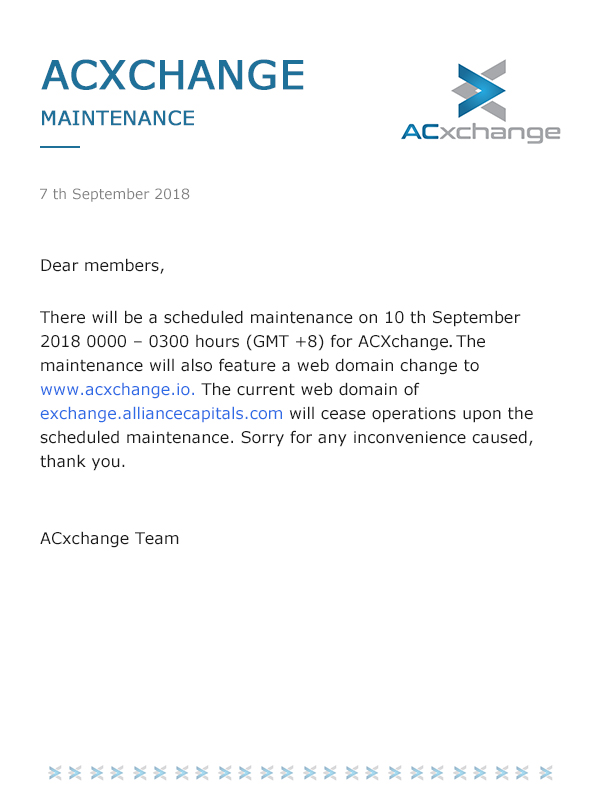 ACXCHANGE
MAINTENANCE
ACxchange
7 th September 2018
Dear members,
There will be a scheduled maintenance on 10 th September
2018 0000 – 0300 hours (GMT +8) for ACXchange. The
maintenance will also feature a web domain change to
www.acxchange.io. The current web domain of
exchange.alliancecapitals.com will cease operations upon the
scheduled maintenance. Sorry for any inconvenience caused,
thank you.
ACxchange Team